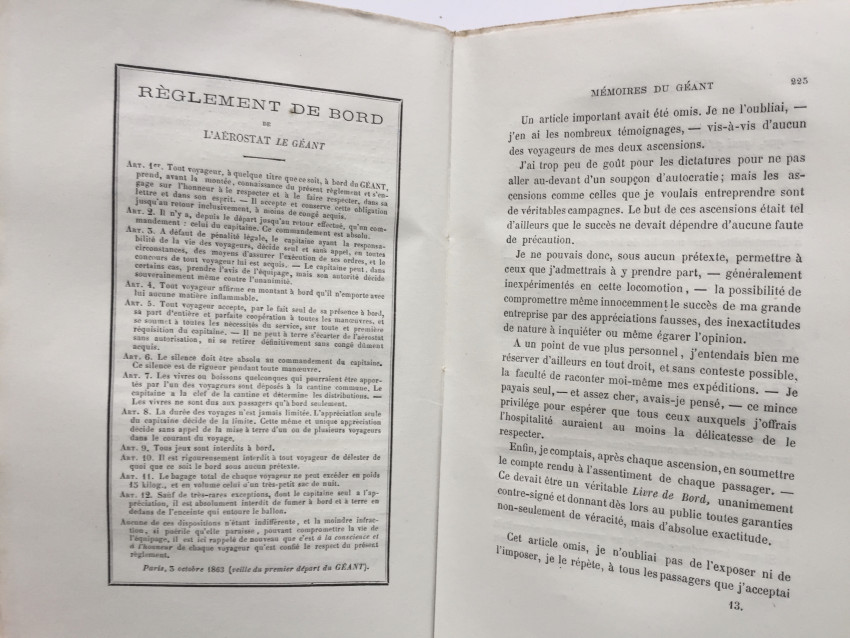 RÈGLEMENT DE BORD
DE
L'AÉROSTAT LE GÉANT
ART. 1er. Tout voyageur, à quelque titre que ce soit, à bord du GÉANT,
prend, avant la montée, connaissance du présent règlement et s'en-
gage sur l'honneur à le respecter et à le faire respecter, dans sa
lettre et dans son esprit. — Il accepte et conserve cette obligation
jusqu'au retour inclusivement, à moins de congé acquis.
ART. 2. Il n'y a, depuis le départ jusqu'au retour effectué, qu'un com-
mandement : celui du capitaine. Ce commandement est absolu.
ART. 3. A défaut de pénalité légale, le capitaine ayant la responsa-
bilité de la vie des voyageurs, décide seul et sans appel, en toutes
circonstances, des moyens d'assurer l'exécution de ses ordres, et le
concours de tout voyageur lui est acquis. — Le capitaine peut, dans
certains cas, prendre l'avis de l'équipage, mais son autorité décide
souverainement même contre l'unanimité.
ART. 4. Tout voyageur affirme en montant à bord qu'il n'emporte avec
lui aucune matière inflammable.
ART. 5. Tout voyageur accepte, par le fait seul de sa présence à bord,
sa part d'entière et parfaite coopération à toutes les manœuvres, et
se soumet à toutes les nécessités du service, sur toute et première
réquisition du capitaine. — Il ne peut à terre s'écarter de l'aérostat
sans autorisation, ni se retirer définitivement sans congé dûment
acquis.
ART. 6. Le silence doit être absolu au commandement du capitaine.
Ce silence est de rigueur pendant toute manœuvre.
ART. 7. Les vivres ou boissons quelconques qui pourraient être appor-
tés par l'un des voyageurs sont déposés à la cantine commune. Le
capitaine a la clef de la cantine et détermine les distributions. —
Les vivres ne sont dus aux passagers qu'à bord seulement.
ART. 8. La durée des voyages n'est jamais limitée. L'appréciation seule
du capitaine décide de la limite. Cette même et unique appréciation
décide sans appel de la mise à terre d'un ou de plusieurs voyageurs
dans le courant du voyage.
ART. 9. Tous jeux sont interdits à bord.
ART. 10. Il est rigoureusement interdit à tout voyageur de délester de
quoi que ce soit le bord sous aucun prétexte.
ART. 11. Le bagage total de chaque voyageur ne peut excéder en poids
15 kilog., et en volume celui d'un très-petit sac de nuit.
ART. 12. Sauf de très-rares exceptions, dont le capitaine seul a l'ap-
préciation, il est absolument interdit de fumer à bord et à terre en
dedans de l'enceinte qui entoure le ballon.
Aucune de ces dispositions n'étant indifférente, et la moindre infrac-
tion, si puérile qu'elle paraisse, pouvant compromettre la vie de
l'équipage, il est ici rappelé de nouveau que c'est à la conscience et
à l'honneur de chaque voyageur qu'est confié le respect du présent
règlement.
Paris, 3 octobre 1863 (veille du premier départ du GÉANT).
MÉMOIRES DU GÉANT 225
Un article important avait été omis. Je ne l'oubliai, —
j'en ai les nombreux témoignages, — vis-à-vis d'aucun
des voyageurs de mes deux ascensions.
J'ai trop peu de goût pour les dictatures pour ne pas
aller au-devant d'un soupçon d'autocratie ; mais les as-
censions comme celles que je voulais entreprendre sont
de véritables campagnes. Le but de ces ascensions était tel
d'ailleurs que le succès ne devait dépendre d'aucune faute
de précaution.
Je ne pouvais donc, sous aucun prétexte, permettre à
ceux que j'admettrais à y prendre part, — généralement
inexpérimentés en cette locomotion, — la possibilité de
compromettre même innocemment le succès de ma grande
entreprise par des appréciations fausses, des inexactitudes
de nature à inquiéter ou même égarer l'opinion.
A un point de vue plus personnel, j'entendais bien me
réserver d'ailleurs en tout droit, et sans conteste possible,
la faculté de raconter moi-même mes expéditions. — Je
payais seul, — et assez cher, avais-je pensé, — ce mince
privilége pour espérer que tous ceux auxquels j'offrais
l'hospitalité auraient au moins la délicatesse de le
respecter.
Enfin, je comptais, après chaque ascension, en soumettre
le compte rendu à l'assentiment de chaque passager. —
Ce devait être un véritable Livre de Bord, unanimement
contre-signé et donnant dès lors au public toutes garanties
non-seulement de véracité, mais d'absolue exactitude.
Cet article omis, je n'oubliai pas de l'exposer ni de
l'imposer, je le répète, à tous les passagers que j'acceptai
13.